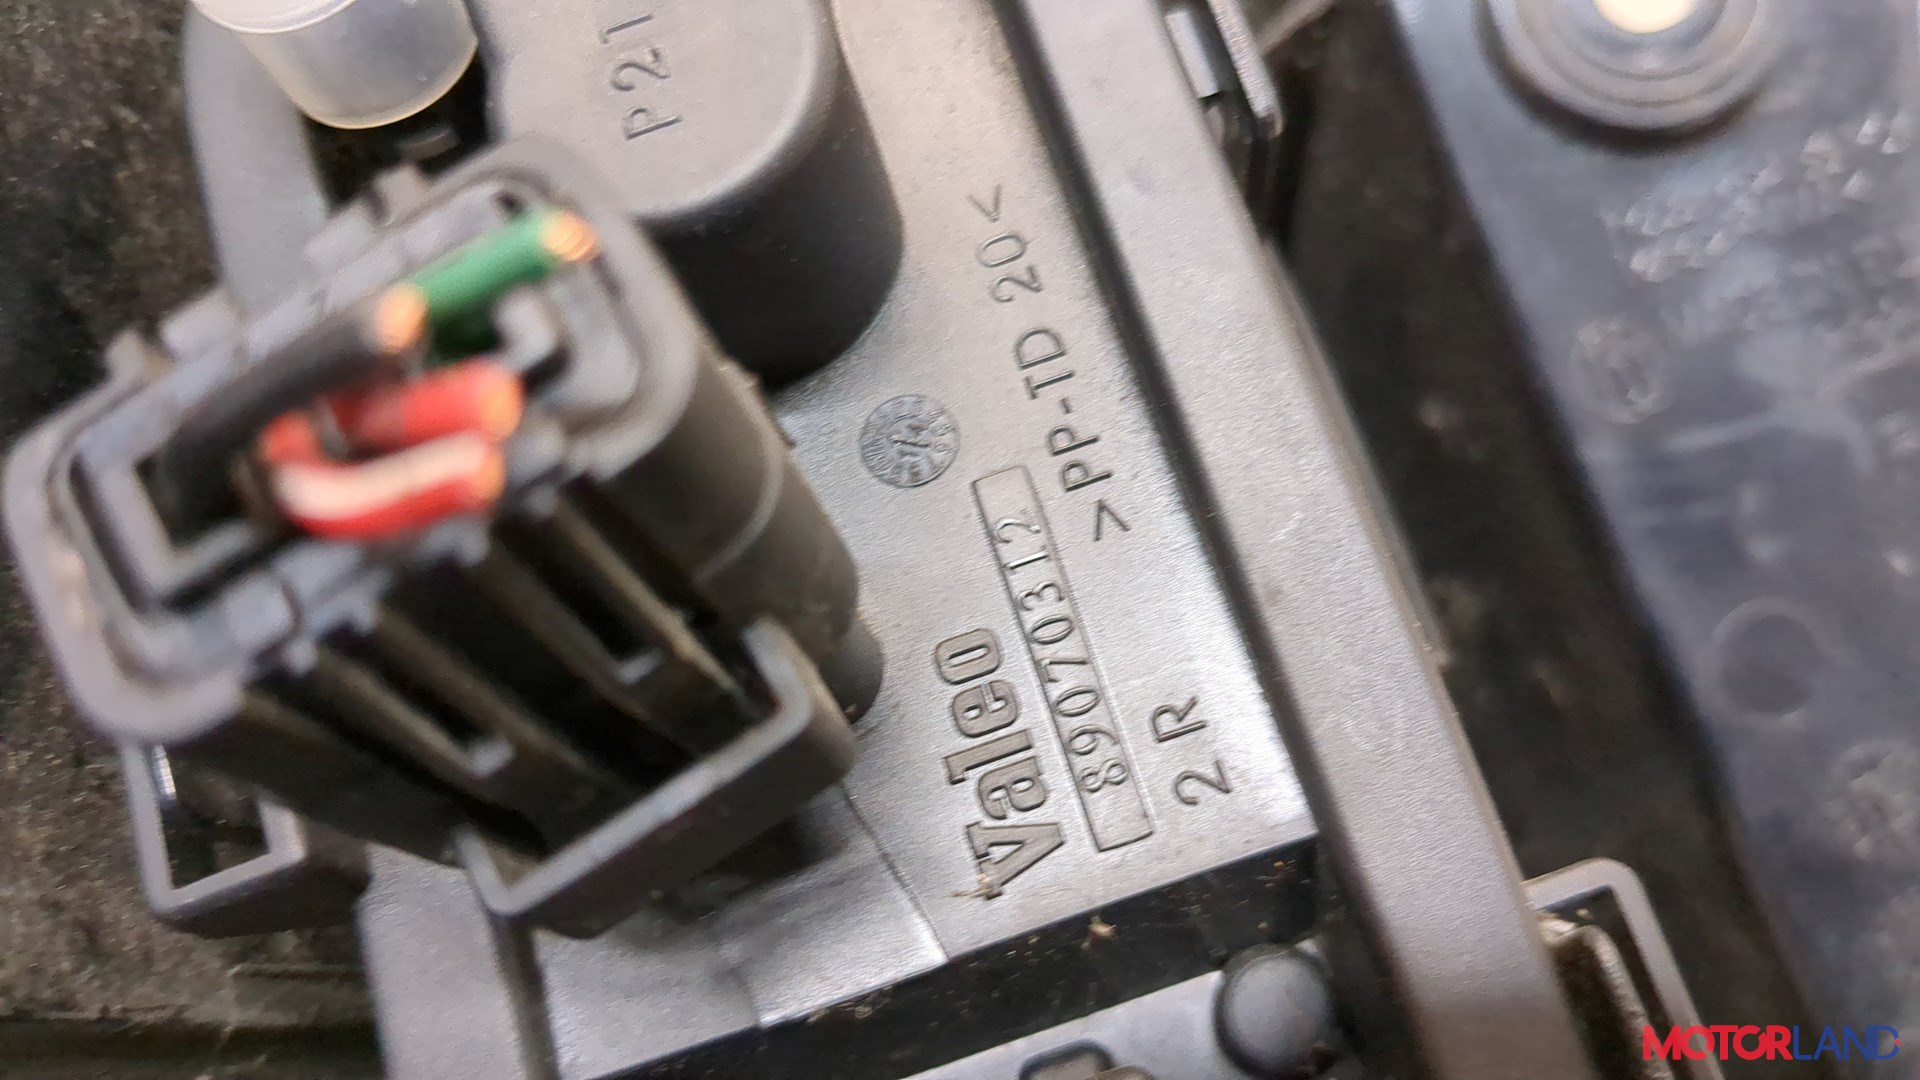 P21
>PP-TD 20<
89070312
valeo
2 R
MOTORLAND